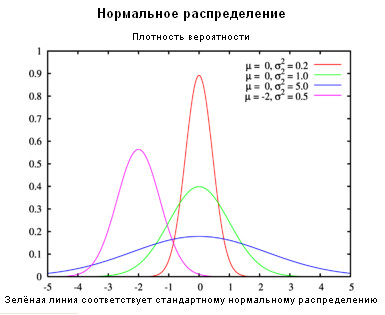 Нормальное распределение
Плотность вероятности
1
0.9
0.8
0.7
0.6
0.5
0.4
0.3
0.2
0.1
0
μ = 0, σ² = 0.2
μ = 0, σ² = 1.0
μ = 0, σ² = 5.0
μ = -2, σ² = 0.5
-5 -4 -3 -2 -1 0 1 2 3 4 5
Зелёная линия соответствует стандартному нормальному распределению